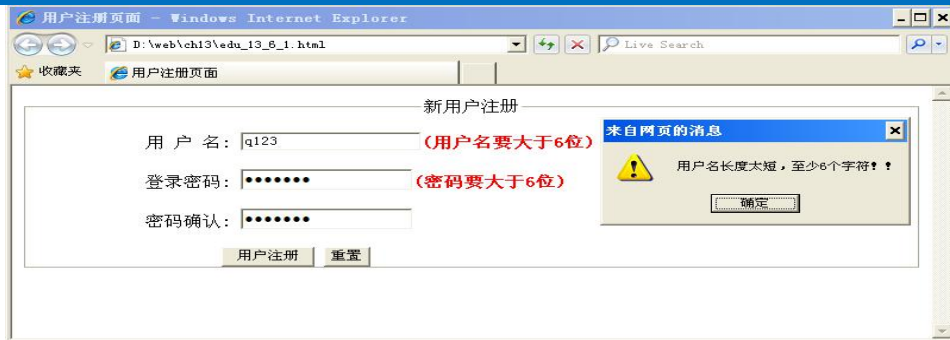 用户注册页面 - Windows Internet Explorer
D:\web\ch13\edu_13_6_1.html
Live Search
收藏夹
用户注册页面
新用户注册
用 户 名: q123 (用户名要大于6位)
登录密码: ••••••• (密码要大于6位)
密码确认: •••••••
用户注册 重置
来自网页的消息
用户名长度太短，至少6个字符！！
确定